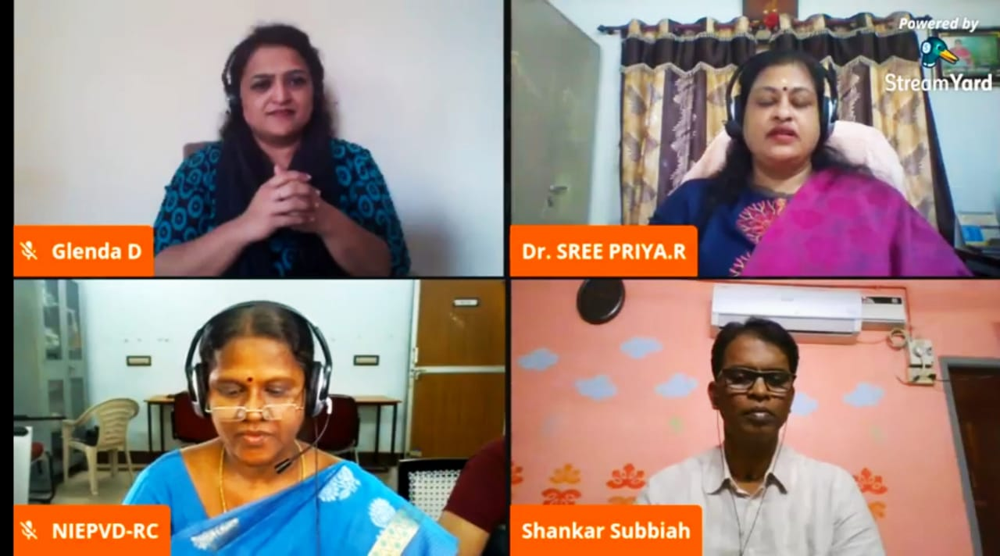 Powered by
StreamYard
Glenda D
Dr. SREE PRIYA.R
NIEPVD-RC
Shankar Subbiah